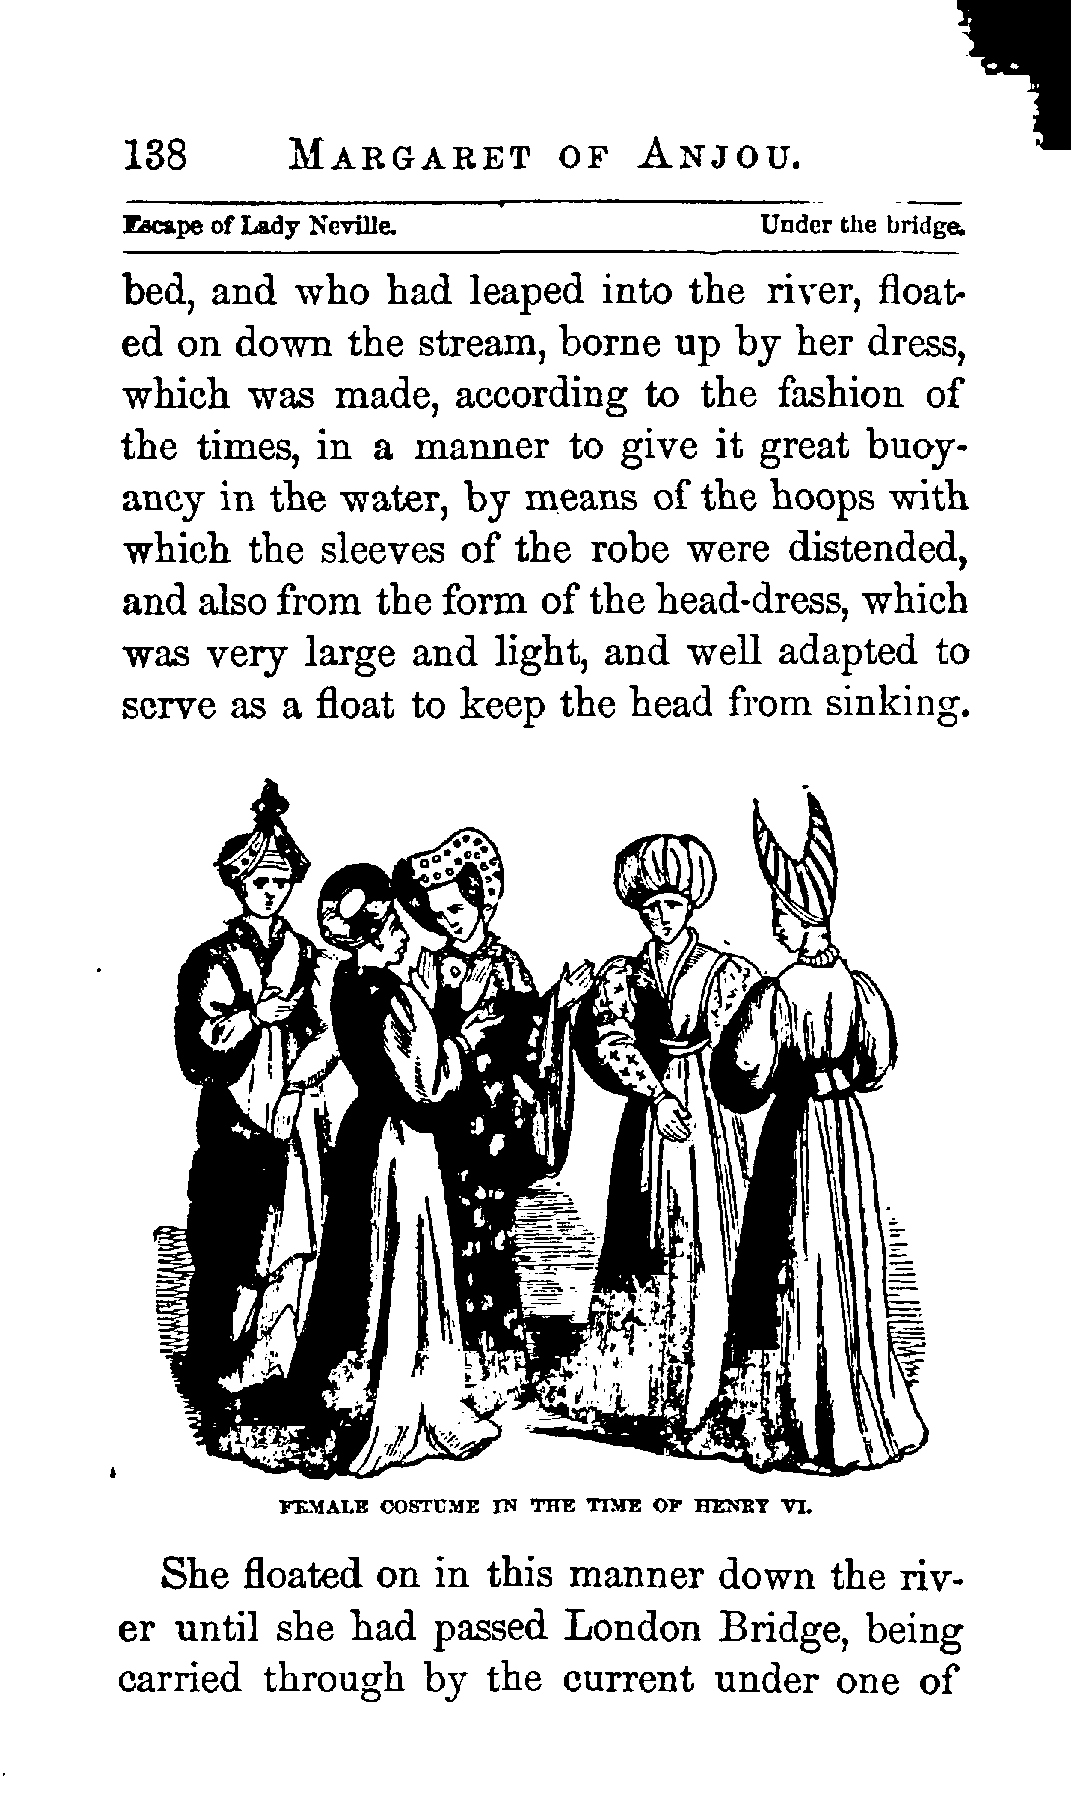 138 MARGARET OF ANJOU.
Escape of Lady Neville. Under the bridge.
bed, and who had leaped into the river, float-
ed on down the stream, borne up by her dress,
which was made, according to the fashion of
the times, in a manner to give it great buoy-
ancy in the water, by means of the hoops with
which the sleeves of the robe were distended,
and also from the form of the head-dress, which
was very large and light, and well adapted to
serve as a float to keep the head from sinking.
FEMALE COSTUME IN THE TIME OF HENRY VI.
She floated on in this manner down the riv-
er until she had passed London Bridge, being
carried through by the current under one of